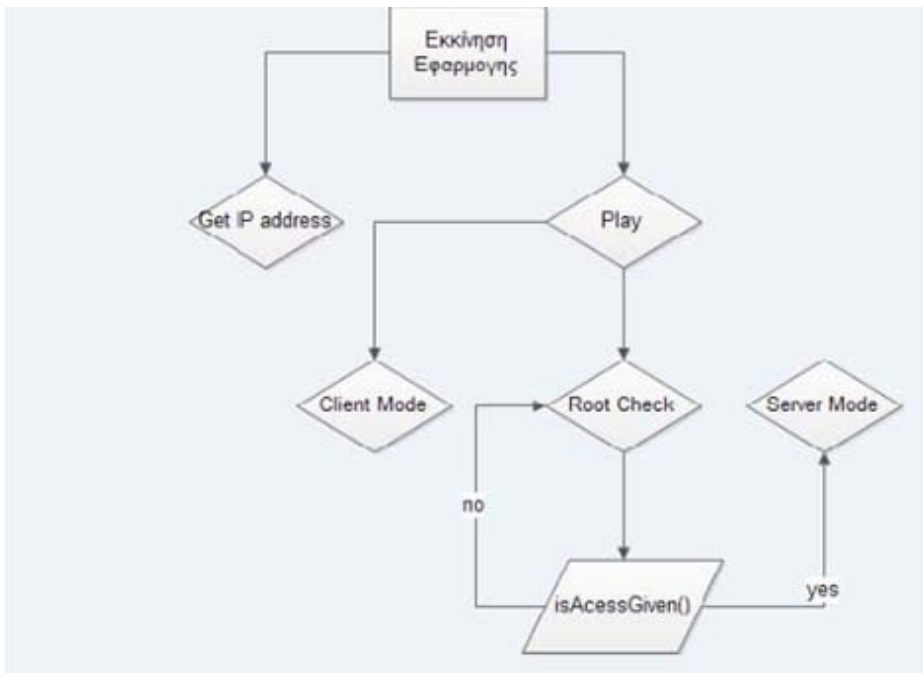 Εκκίνηση
Εφαρμογης
Get IP address
Play
Client Mode
Root Check
Server Mode
no
isAcessGiven()
yes